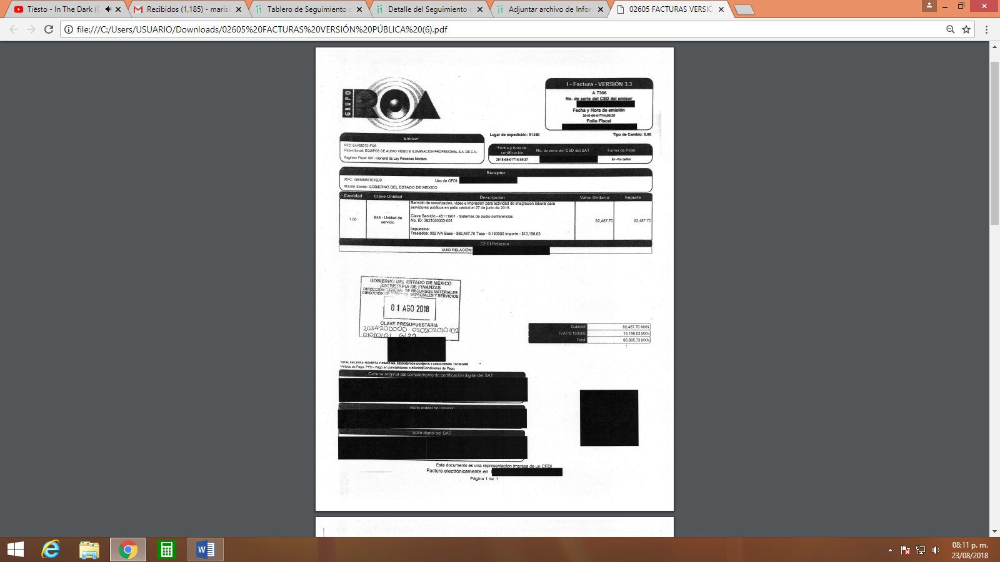 Tiësto - In The Dark (
Recibidos (1,185) - maris
Tablero de Seguimiento
Detalle del Seguimiento
Adjuntar archivo de Infor
02605 FACTURAS VERSIÓ
file:///C:/Users/USUARIO/Downloads/02605%20FACTURAS%20VERSIÓN%20PÚBLICA%20(6).pdf
GRUPO ROA
I - Factura - VERSIÓN 3.3
A 7306
No. de serie del CSD del emisor
Fecha y Hora de emisión
2018-08-01T14:05:35
Folio Fiscal
Lugar de expedición: 51350
Tipo de Cambio: 0.00
Emisor
RFC: EAV950721FQ9
Razón Social: EQUIPOS DE AUDIO VIDEO E ILUMINACION PROFESIONAL S.A. DE C.V.
Regimen Fiscal: 601 - General de Ley Personas Morales
Fecha y hora de certificación
No. de serie del CSD del SAT
Forma de Pago
2018-08-01T14:05:37
99 - Por definir
Receptor
RFC: GEM850101BJ3
Uso de CFDI:
Razón Social: GOBIERNO DEL ESTADO DE MEXICO
Cantidad Clave Unidad Descripción Valor Unitario Importe
1.00
E48 - Unidad de servicio
Servicio de sonorizacion, video e impresion para actividad de integracion laboral para
servidores publicos en patio central el 27 de junio de 2018.
Clave Servicio - 45111901 - Sistemas de audio conferencias
No. ID: 3821050003-001
Impuestos:
Traslados: 002 IVA Base - $82,487.70 Tasa - 0.160000 Importe - $13,198.03
82,487.70
82,487.70
CFDI Relacion
UUID RELACIÓN:
GOBIERNO DEL ESTADO DE MÉXICO
SECRETARIA DE FINANZAS
DIRECCIÓN GENERAL DE RECURSOS MATERIALES
DIRECCIÓN DE ESPECIALES Y SERVICIOS
01 AGO 2018
CLAVE PRESUPUESTARIA
2034200000 020202010102
01010101
Subtotal 82,487.70 MXN
IVAT 0.160000 13,198.03 MXN
Total 95,685.73 MXN
TOTAL EN LETRA: NOVENTA Y CINCO MIL SEISCIENTOS OCHENTA Y CINCO PESOS 73/100 MXN
Método de Pago: PPD - Pago en parcialidades o diferido Condiciones de Pago:
Cadena original del complemento de certificación digital del SAT
Sello digital del emisor
Sello digital del SAT
Este documento es una representación impresa de un CFDI
Facture electrónicamente en
Página 1 de 1
08:11 p. m.
23/08/2018